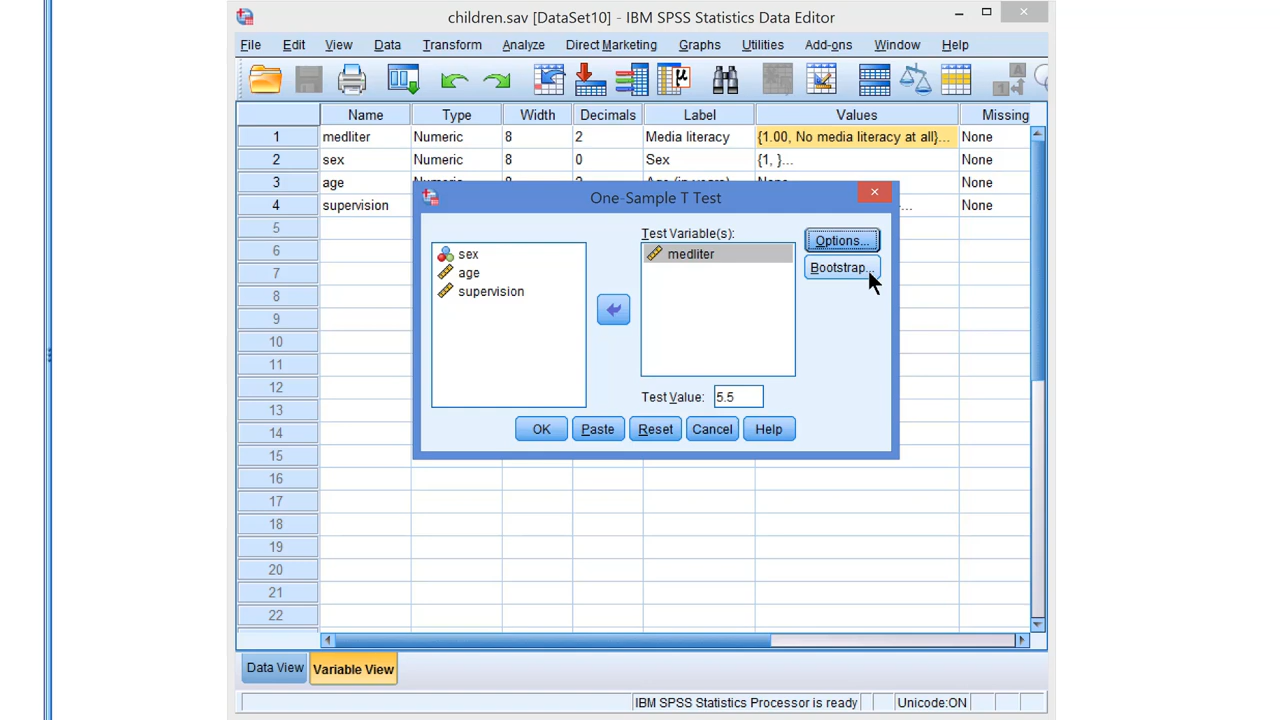 children.sav [DataSet10] - IBM SPSS Statistics Data Editor
File Edit View Data Transform Analyze Direct Marketing Graphs Utilities Add-ons Window Help
Name Type Width Decimals Label Values Missing
1 medliter Numeric 8 2 Media literacy {1.00, No media literacy at all}... None
2 sex Numeric 8 0 Sex {1, }... None
3 age None
4 supervision None
5
6
7
8
9
10
11
12
13
14
15
16
17
18
19
20
21
22
One-Sample T Test
Test Variable(s):
sex
age
supervision
medliter
Options...
Bootstrap...
Test Value: 5.5
OK Paste Reset Cancel Help
Data View Variable View
IBM SPSS Statistics Processor is ready Unicode:ON